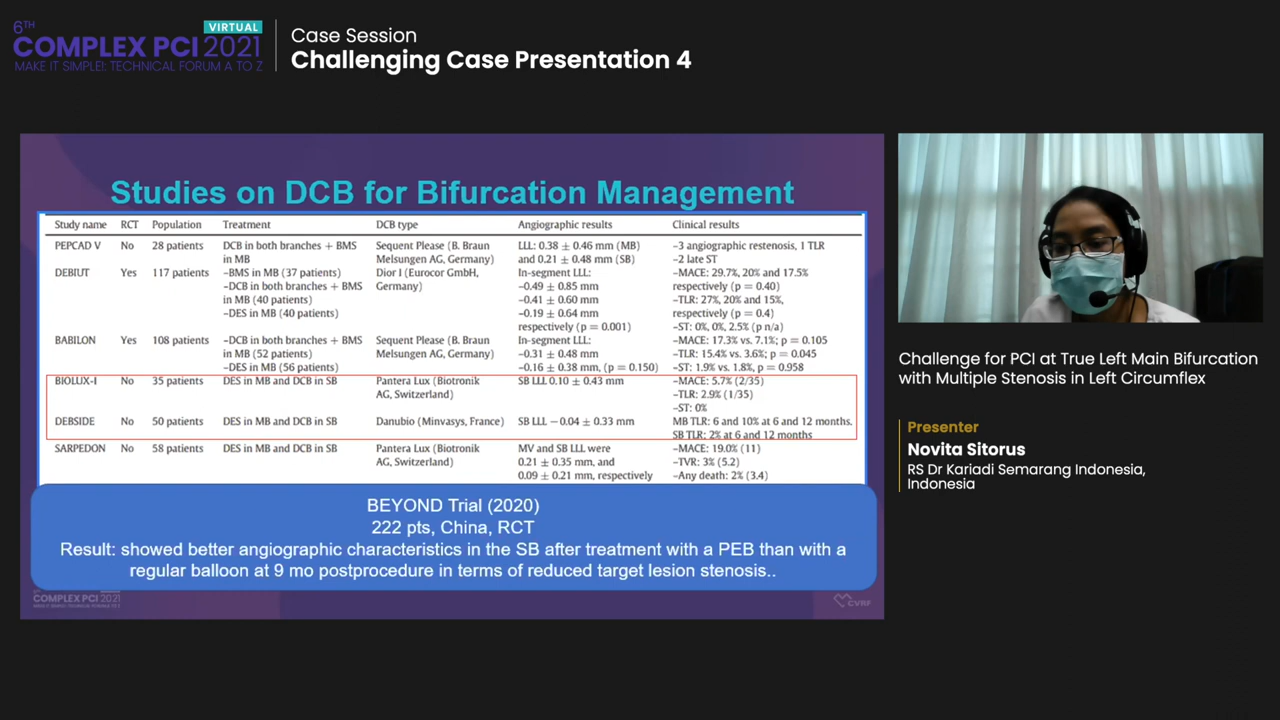 6TH
VIRTUAL
COMPLEX PCI 2021
MAKE IT SIMPLE!: TECHNICAL FORUM A TO Z
Case Session
Challenging Case Presentation 4
Studies on DCB for Bifurcation Management
Study name RCT Population Treatment DCB type Angiographic results Clinical results
PEPCAD V No 28 patients DCB in both branches + BMS Sequent Please (B. Braun LLL: 0.38 ± 0.46 mm (MB) –3 angiographic restenosis, 1 TLR
in MB Melsungen AG, Germany) and 0.21 ± 0.48 mm (SB) –2 late ST
DEBIUT Yes 117 patients –BMS in MB (37 patients) Dior I (Eurocor GmbH, In-segment LLL: –MACE: 29.7%, 20% and 17.5%
–DCB in both branches + BMS Germany) –0.49 ± 0.85 mm respectively (p = 0.40)
in MB (40 patients) –0.41 ± 0.60 mm –TLR: 27%, 20% and 15%,
–DES in MB (40 patients) –0.19 ± 0.64 mm respectively (p = 0.4)
respectively (p = 0.001) –ST: 0%, 0%, 2.5% (p n/a)
BABILON Yes 108 patients –DCB in both branches + BMS Sequent Please (B. Braun In-segment LLL: –MACE: 17.3% vs. 7.1%; p = 0.105
in MB (52 patients) Melsungen AG, Germany) –0.31 ± 0.48 mm –TLR: 15.4% vs. 3.6%; p = 0.045
–DES in MB (56 patients) –0.16 ± 0.38 mm, (p = 0.150) –ST: 1.9% vs. 1.8%, p = 0.958
BIOLUX-I No 35 patients DES in MB and DCB in SB Pantera Lux (Biotronik SB LLL 0.10 ± 0.43 mm –MACE: 5.7% (2/35)
AG, Switzerland) –TLR: 2.9% (1/35)
–ST: 0%
DEBSIDE No 50 patients DES in MB and DCB in SB Danubio (Minvasys, France) SB LLL −0.04 ± 0.33 mm MB TLR: 6 and 10% at 6 and 12 months.
SB TLR: 2% at 6 and 12 months
SARPEDON No 58 patients DES in MB and DCB in SB Pantera Lux (Biotronik MV and SB LLL were –MACE: 19.0% (11)
AG, Switzerland) 0.21 ± 0.35 mm, and –TVR: 3% (5.2)
0.09 ± 0.21 mm, respectively –Any death: 2% (3.4)
BEYOND Trial (2020)
222 pts, China, RCT
Result: showed better angiographic characteristics in the SB after treatment with a PEB than with a
regular balloon at 9 mo postprocedure in terms of reduced target lesion stenosis..
COMPLEX PCI 2021
CVRF
Challenge for PCI at True Left Main Bifurcation
with Multiple Stenosis in Left Circumflex
Presenter
Novita Sitorus
RS Dr Kariadi Semarang Indonesia,
Indonesia